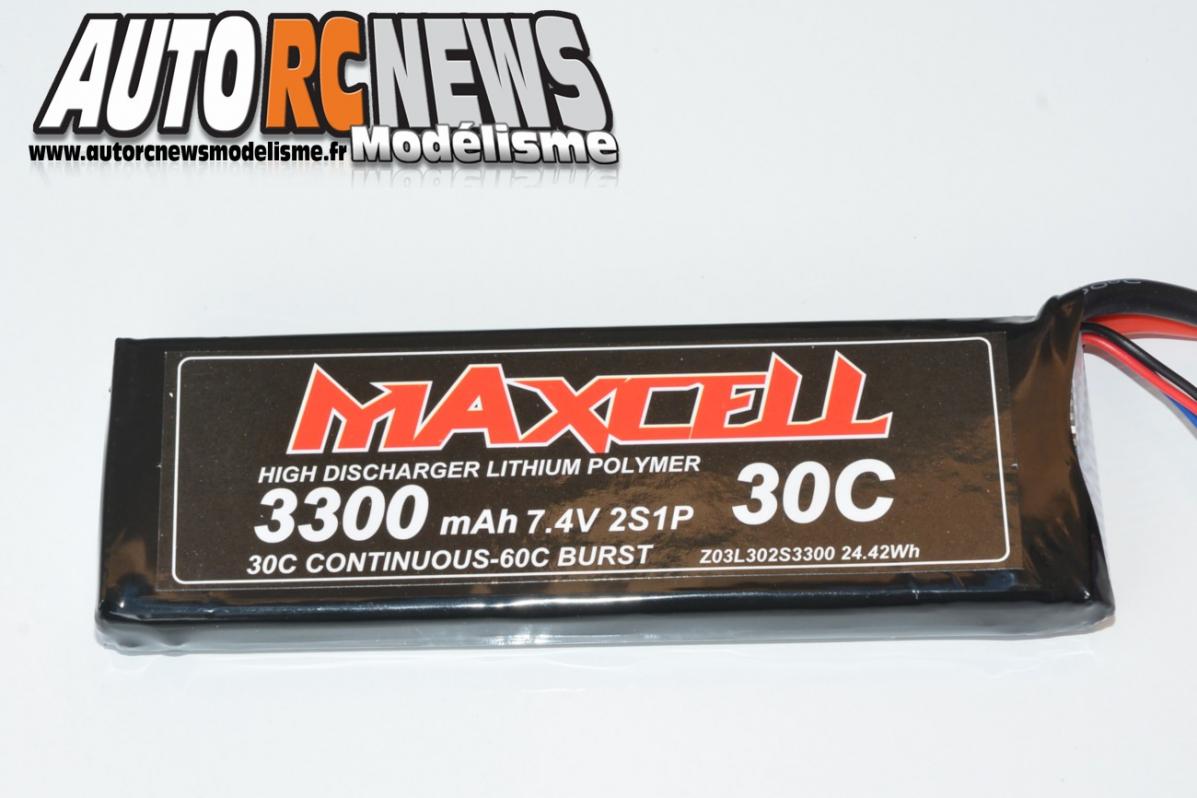 AUTO RC NEWS
www.autorcnewsmodelisme.fr Modélisme
MAXCELL
HIGH DISCHARGER LITHIUM POLYMER
3300 mAh 7.4V 2S1P 30C
30C CONTINUOUS-60C BURST Z03L302S3300 24.42Wh